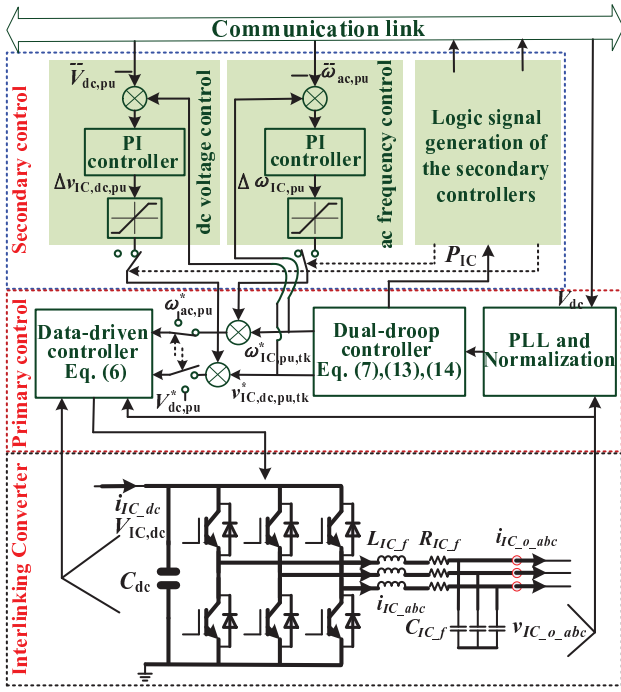 Communication link
Secondary control
V̿dc,pu
PI
controller
ΔvIC,dc,pu
dc voltage control
ω̿ac,pu
PI
controller
Δ ωIC,pu
ac frequency control
Logic signal
generation of
the secondary
controllers
PIC
Vdc
Primary control
Data-driven
controller
Eq. (6)
ω*ac,pu
ω*IC,pu,tk
V*dc,pu
v*IC,dc,pu,tk
Dual-droop
controller
Eq. (7),(13),(14)
PLL and
Normalization
Interlinking Converter
iIC_dc
VIC,dc
Cdc
LIC_f
RIC_f
iIC_o_abc
iIC_abc
CIC_f
vIC_o_abc